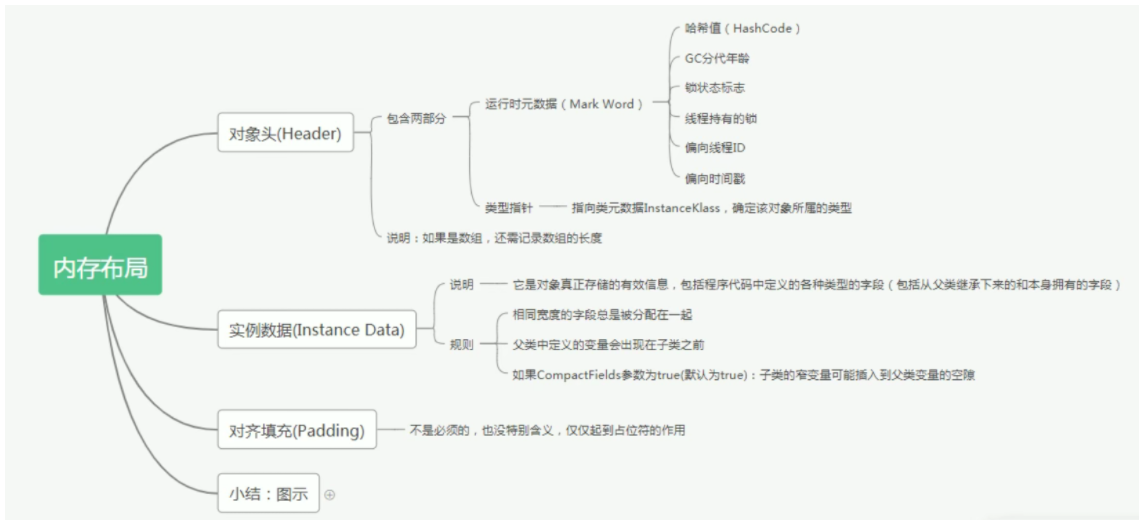 内存布局
对象头(Header)
包含两部分
运行时元数据（Mark Word）
哈希值（HashCode）
GC分代年龄
锁状态标志
线程持有的锁
偏向线程ID
偏向时间戳
类型指针
指向类元数据InstanceKlass，确定该对象所属的类型
说明：如果是数组，还需记录数组的长度
实例数据(Instance Data)
说明
它是对象真正存储的有效信息，包括程序代码中定义的各种类型的字段（包括从父类继承下来的和本身拥有的字段）
规则
相同宽度的字段总是被分配在一起
父类中定义的变量会出现在子类之前
如果CompactFields参数为true(默认为true)：子类的窄变量可能插入到父类变量的空隙
对齐填充(Padding)
不是必须的，也没特别含义，仅仅起到占位符的作用
小结：图示